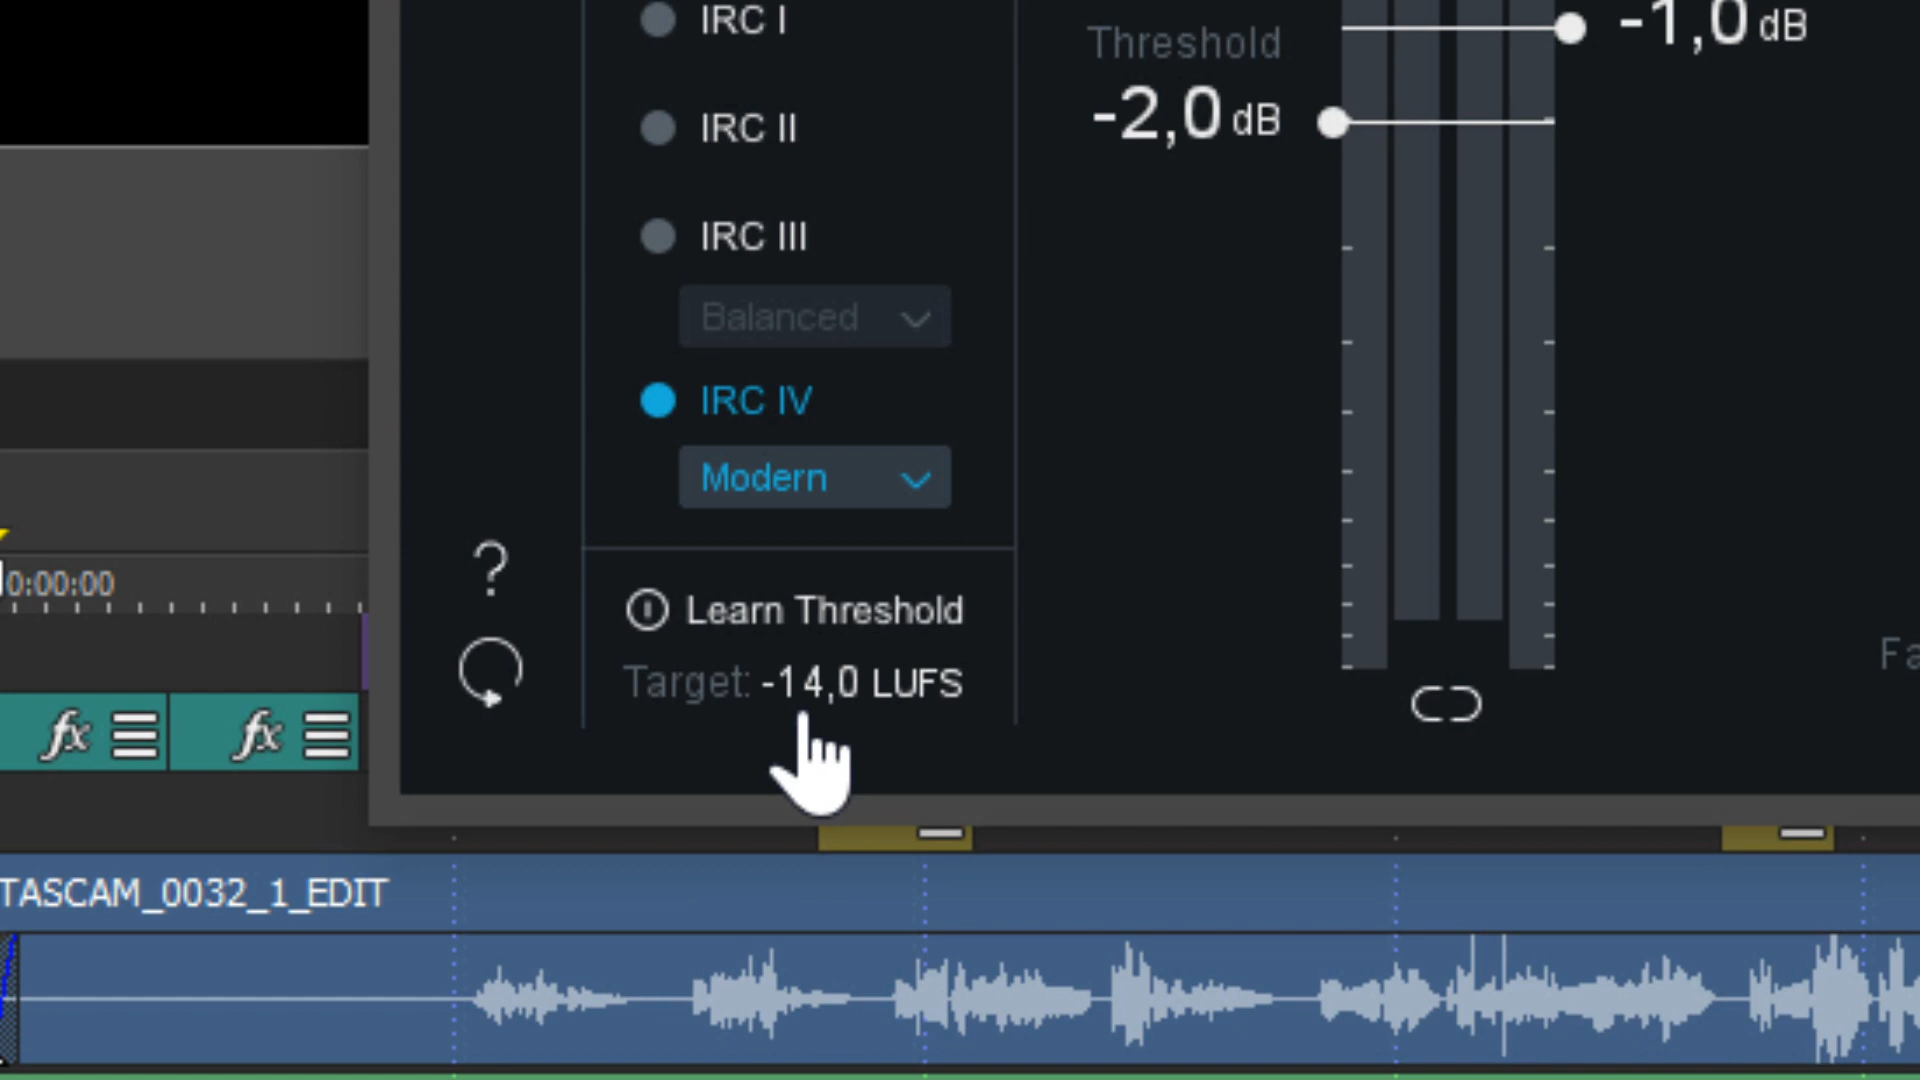 IRC I
IRC II
IRC III
Balanced
IRC IV
Modern
?
Learn Threshold
Target: -14,0 LUFS
Threshold
-2,0 dB
-1,0 dB
0:00:00
fx
fx
TASCAM_0032_1_EDIT